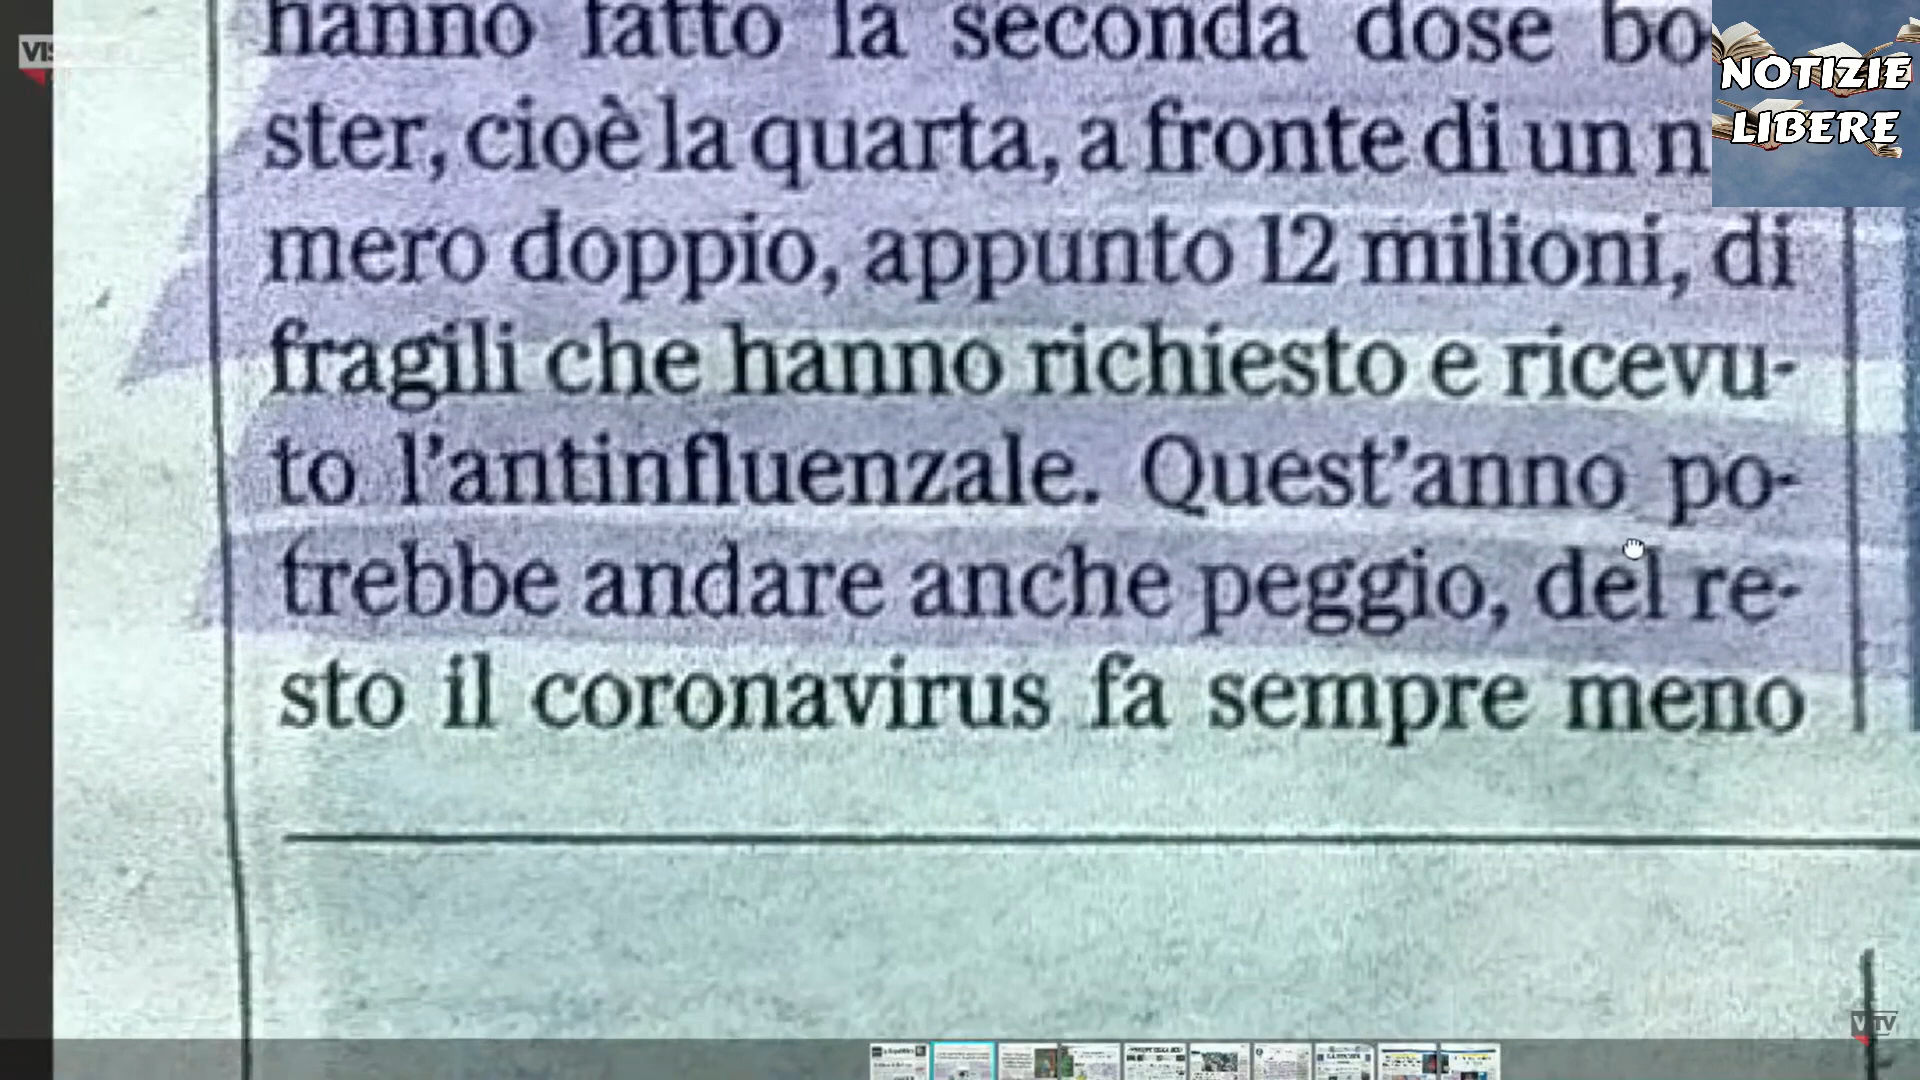 hanno fatto la seconda dose bo-
ster, cioè la quarta, a fronte di un n
mero doppio, appunto 12 milioni, di
fragili che hanno richiesto e ricevu-
to l'antinfluenzale. Quest'anno po-
trebbe andare anche peggio, del re-
sto il coronavirus fa sempre meno
NOTIZIE
LIBERE
VTV